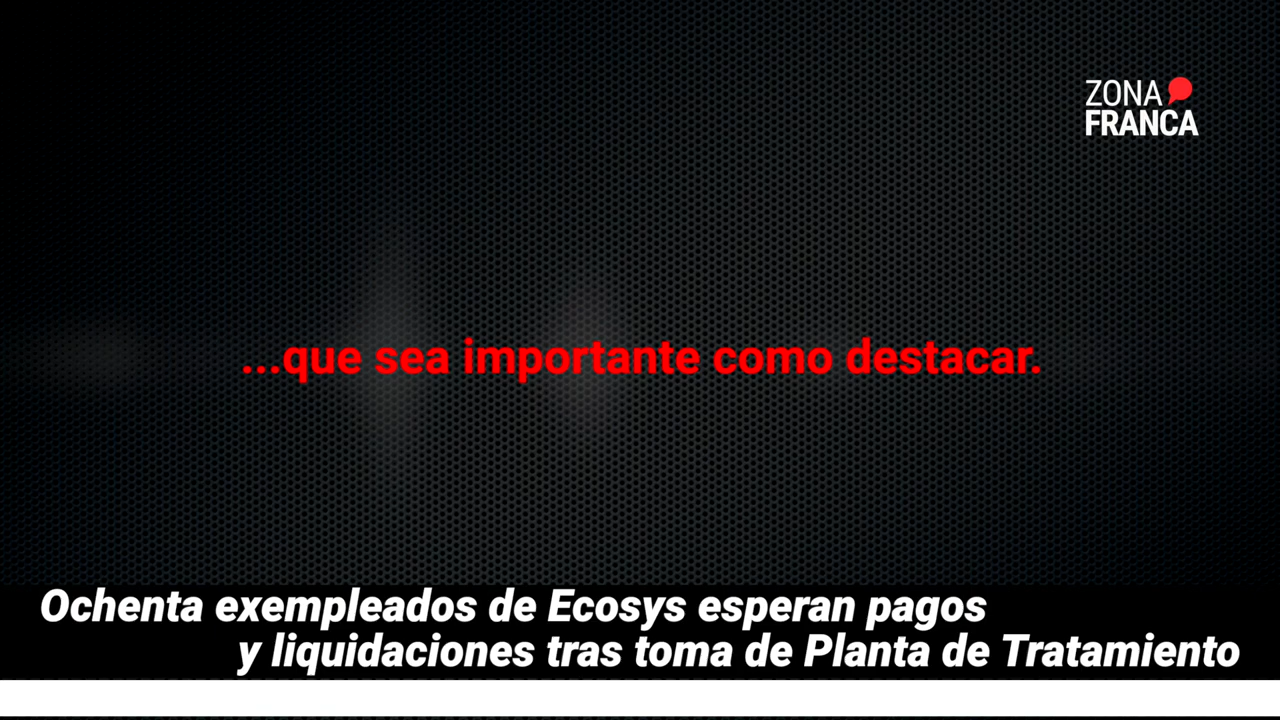 ZONA
FRANCA
...que sea importante como destacar.
Ochenta exempleados de Ecosys esperan pagos
y liquidaciones tras toma de Planta de Tratamiento